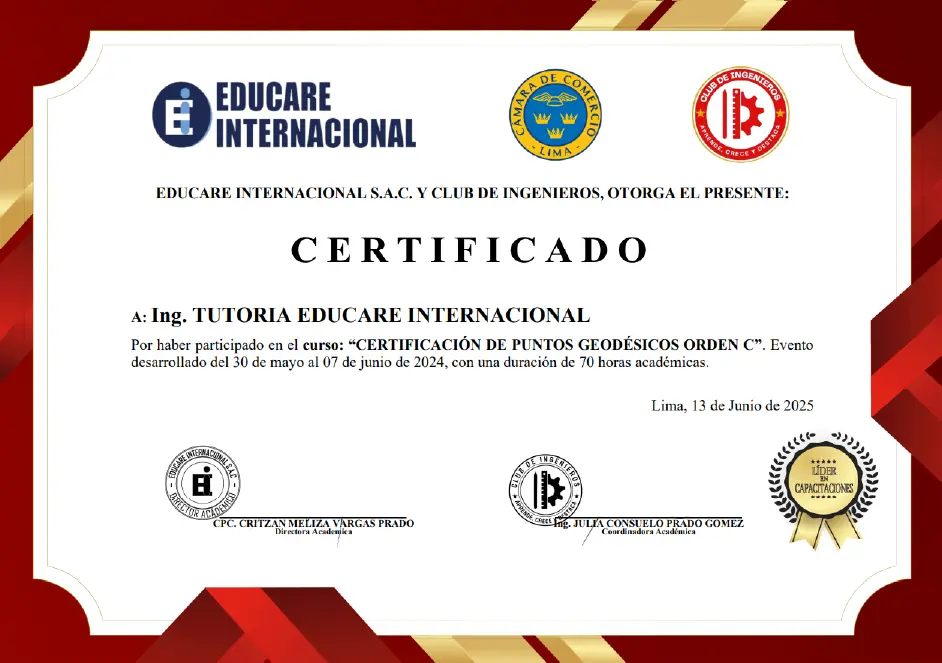 EDUCARE
INTERNACIONAL
CÁMARA DE COMERCIO
- LIMA -
CLUB DE INGENIEROS
APRENDE, CRECE Y DESTACA
EDUCARE INTERNACIONAL S.A.C. Y CLUB DE INGENIEROS, OTORGA EL PRESENTE:
CERTIFICADO
A: Ing. TUTORIA EDUCARE INTERNACIONAL
Por haber participado en el curso: “CERTIFICACIÓN DE PUNTOS GEODÉSICOS ORDEN C”. Evento
desarrollado del 30 de mayo al 07 de junio de 2024, con una duración de 70 horas académicas.
Lima, 13 de Junio de 2025
EDUCARE INTERNACIONAL S.A.C
DIRECTOR ACADEMICO
CPC. CRITZAN MELIZA VARGAS PRADO
Directora Academica
CLUB DE INGENIEROS
APRENDE, CRECE Y DESTACA
Ing. JULIA CONSUELO PRADO GOMEZ
Coordinadora Académica
LÍDER
EN
CAPACITACIONES